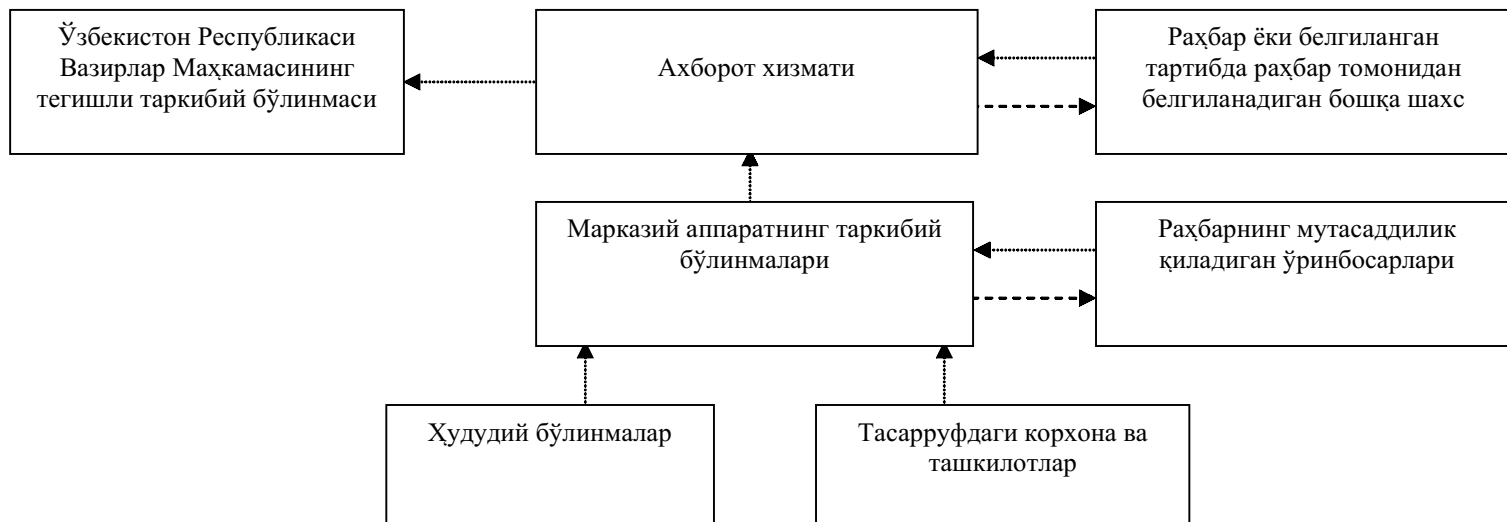 Ўзбекистон Республикаси
Вазирлар Маҳкамасининг
тегишли таркибий бўлинмаси
Ахборот хизмати
Раҳбар ёки белгиланган
тартибда раҳбар томонидан
белгиланадиган бошқа шахс
Марказий аппаратнинг таркибий
бўлинмалари
Раҳбарнинг мутасаддилик
қиладиган ўринбосарлари
Ҳудудий бўлинмалар
Тасарруфдаги корхона ва
ташкилотлар